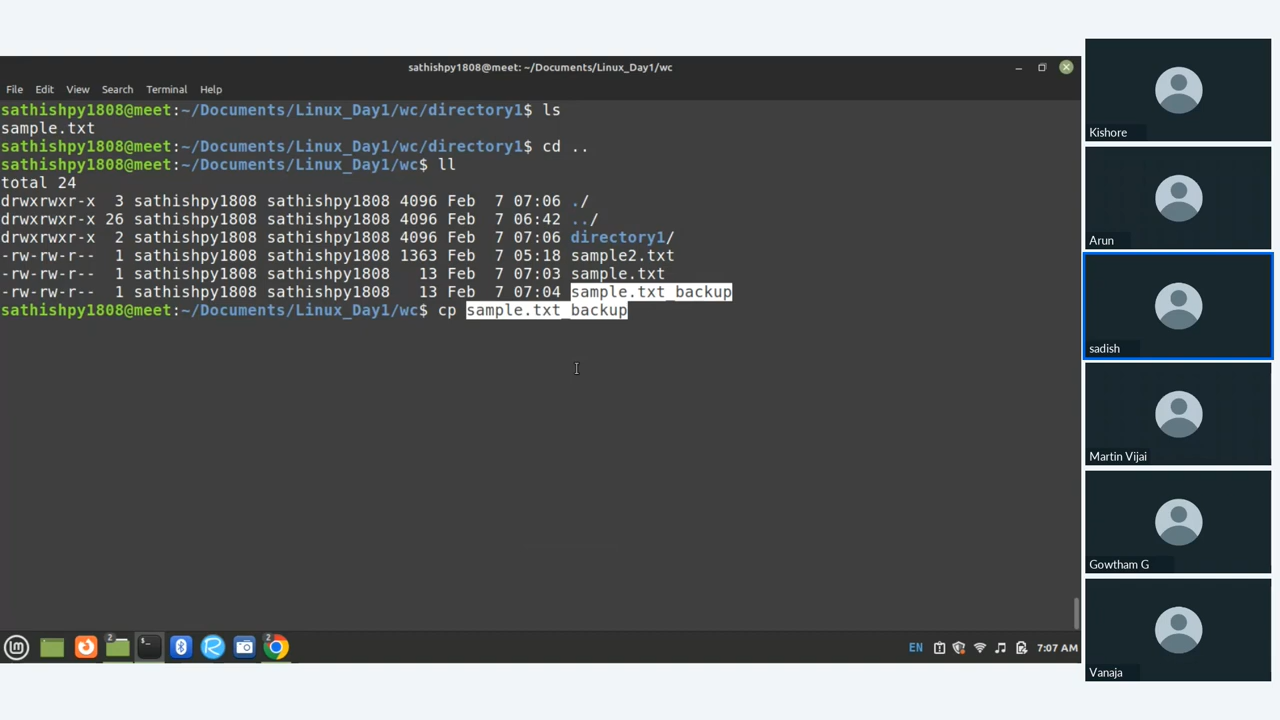 sathishpy1808@meet: ~/Documents/Linux_Day1/wc
File Edit View Search Terminal Help
sathishpy1808@meet:~/Documents/Linux_Day1/wc/directory1$ ls
sample.txt
sathishpy1808@meet:~/Documents/Linux_Day1/wc/directory1$ cd ..
sathishpy1808@meet:~/Documents/Linux_Day1/wc$ ll
total 24
drwxrwxr-x  3 sathishpy1808 sathishpy1808 4096 Feb  7 07:06 ./
drwxrwxr-x 26 sathishpy1808 sathishpy1808 4096 Feb  7 06:42 ../
drwxrwxr-x  2 sathishpy1808 sathishpy1808 4096 Feb  7 07:06 directory1/
-rw-rw-r--  1 sathishpy1808 sathishpy1808 1363 Feb  7 05:18 sample2.txt
-rw-rw-r--  1 sathishpy1808 sathishpy1808   13 Feb  7 07:03 sample.txt
-rw-rw-r--  1 sathishpy1808 sathishpy1808   13 Feb  7 07:04 sample.txt_backup
sathishpy1808@meet:~/Documents/Linux_Day1/wc$ cp sample.txt_backup
2 2
EN 7:07 AM
Kishore
Arun
sadish
Martin Vijai
Gowtham G
Vanaja